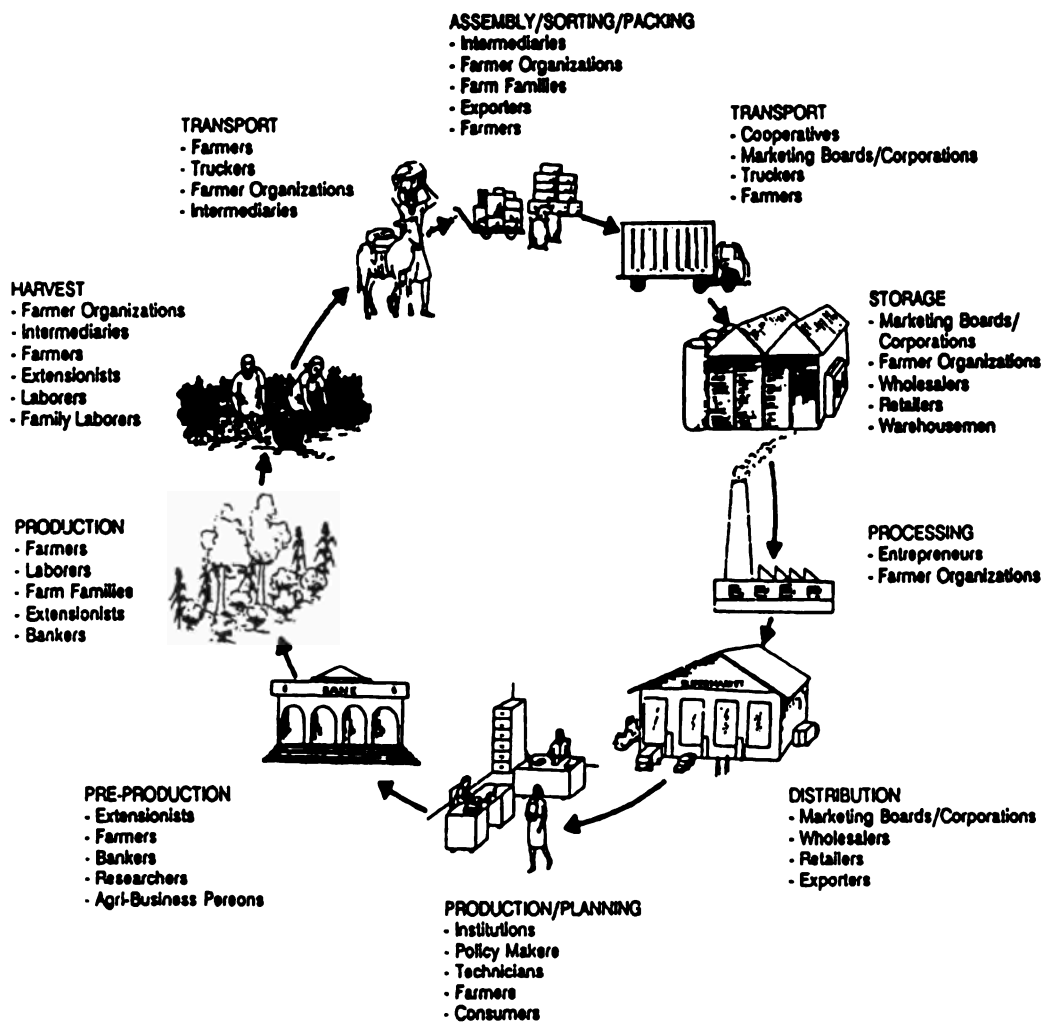 ASSEMBLY/SORTING/PACKING
- Intermediaries
- Farmer Organizations
- Farm Families
- Exporters
- Farmers
TRANSPORT
- Cooperatives
- Marketing Boards/Corporations
- Truckers
- Farmers
STORAGE
- Marketing Boards/
Corporations
- Farmer Organizations
- Wholesalers
- Retailers
- Warehousemen
PROCESSING
- Entrepreneurs
- Farmer Organizations
SUPERMARKET
DISTRIBUTION
- Marketing Boards/Corporations
- Wholesalers
- Retailers
- Exporters
PRODUCTION/PLANNING
- Institutions
- Policy Makers
- Technicians
- Farmers
- Consumers
BANK
PRE-PRODUCTION
- Extensionists
- Farmers
- Bankers
- Researchers
- Agri-Business Persons
PRODUCTION
- Farmers
- Laborers
- Farm Families
- Extensionists
- Bankers
HARVEST
- Farmer Organizations
- Intermediaries
- Farmers
- Extensionists
- Laborers
- Family Laborers
TRANSPORT
- Farmers
- Truckers
- Farmer Organizations
- Intermediaries